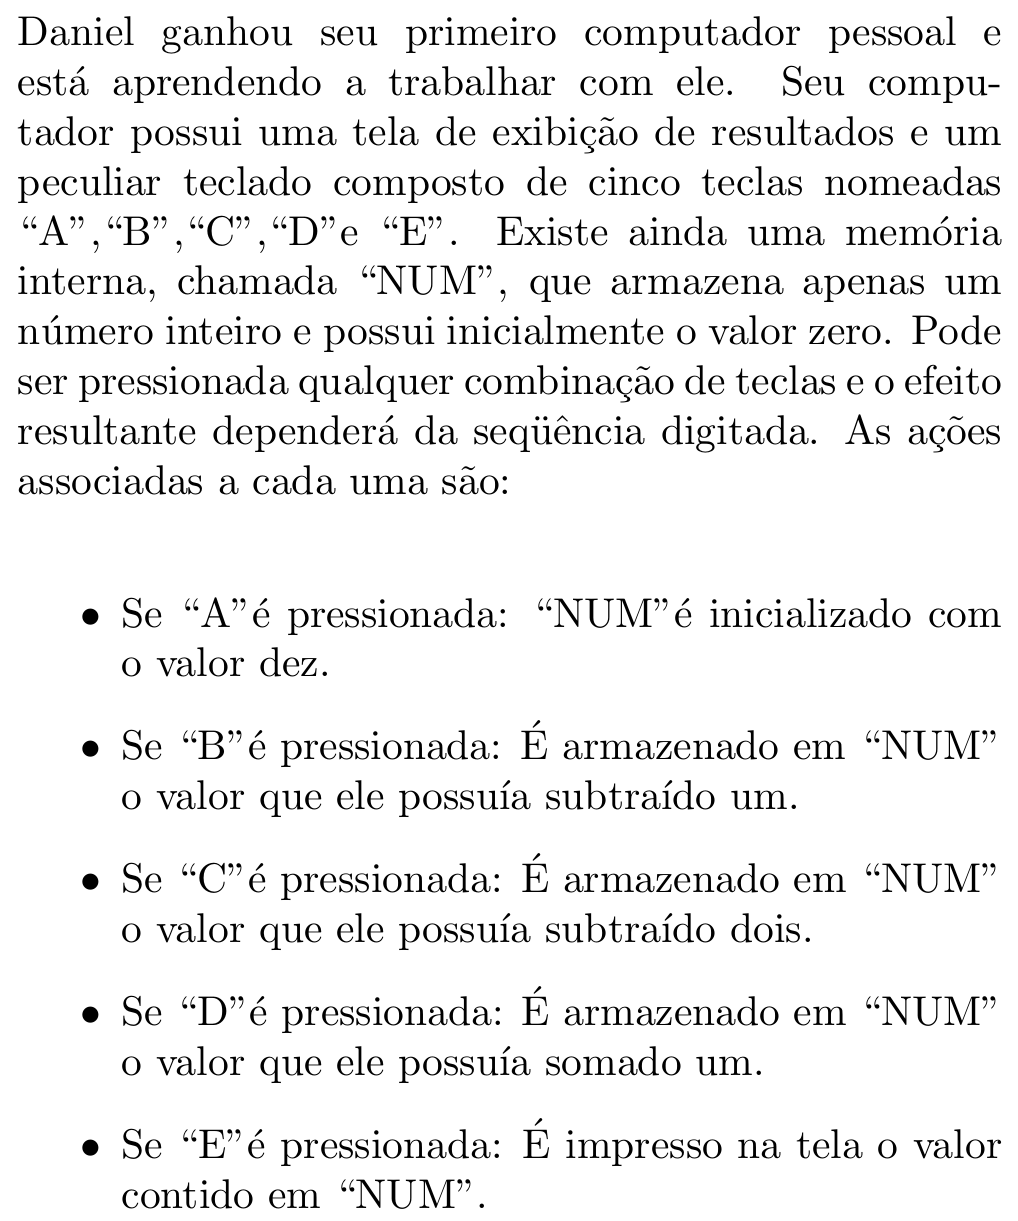 Daniel ganhou seu primeiro computador pessoal e
está aprendendo a trabalhar com ele. Seu compu-
tador possui uma tela de exibição de resultados e um
peculiar teclado composto de cinco teclas nomeadas
“A”,“B”,“C”,“D”e “E”. Existe ainda uma memória
interna, chamada “NUM”, que armazena apenas um
número inteiro e possui inicialmente o valor zero. Pode
ser pressionada qualquer combinação de teclas e o efeito
resultante dependerá da seqüência digitada. As ações
associadas a cada uma são:
• Se “A”é pressionada: “NUM”é inicializado com
o valor dez.
• Se “B”é pressionada: É armazenado em “NUM”
o valor que ele possuía subtraído um.
• Se “C”é pressionada: É armazenado em “NUM”
o valor que ele possuía subtraído dois.
• Se “D”é pressionada: É armazenado em “NUM”
o valor que ele possuía somado um.
• Se “E”é pressionada: É impresso na tela o valor
contido em “NUM”.